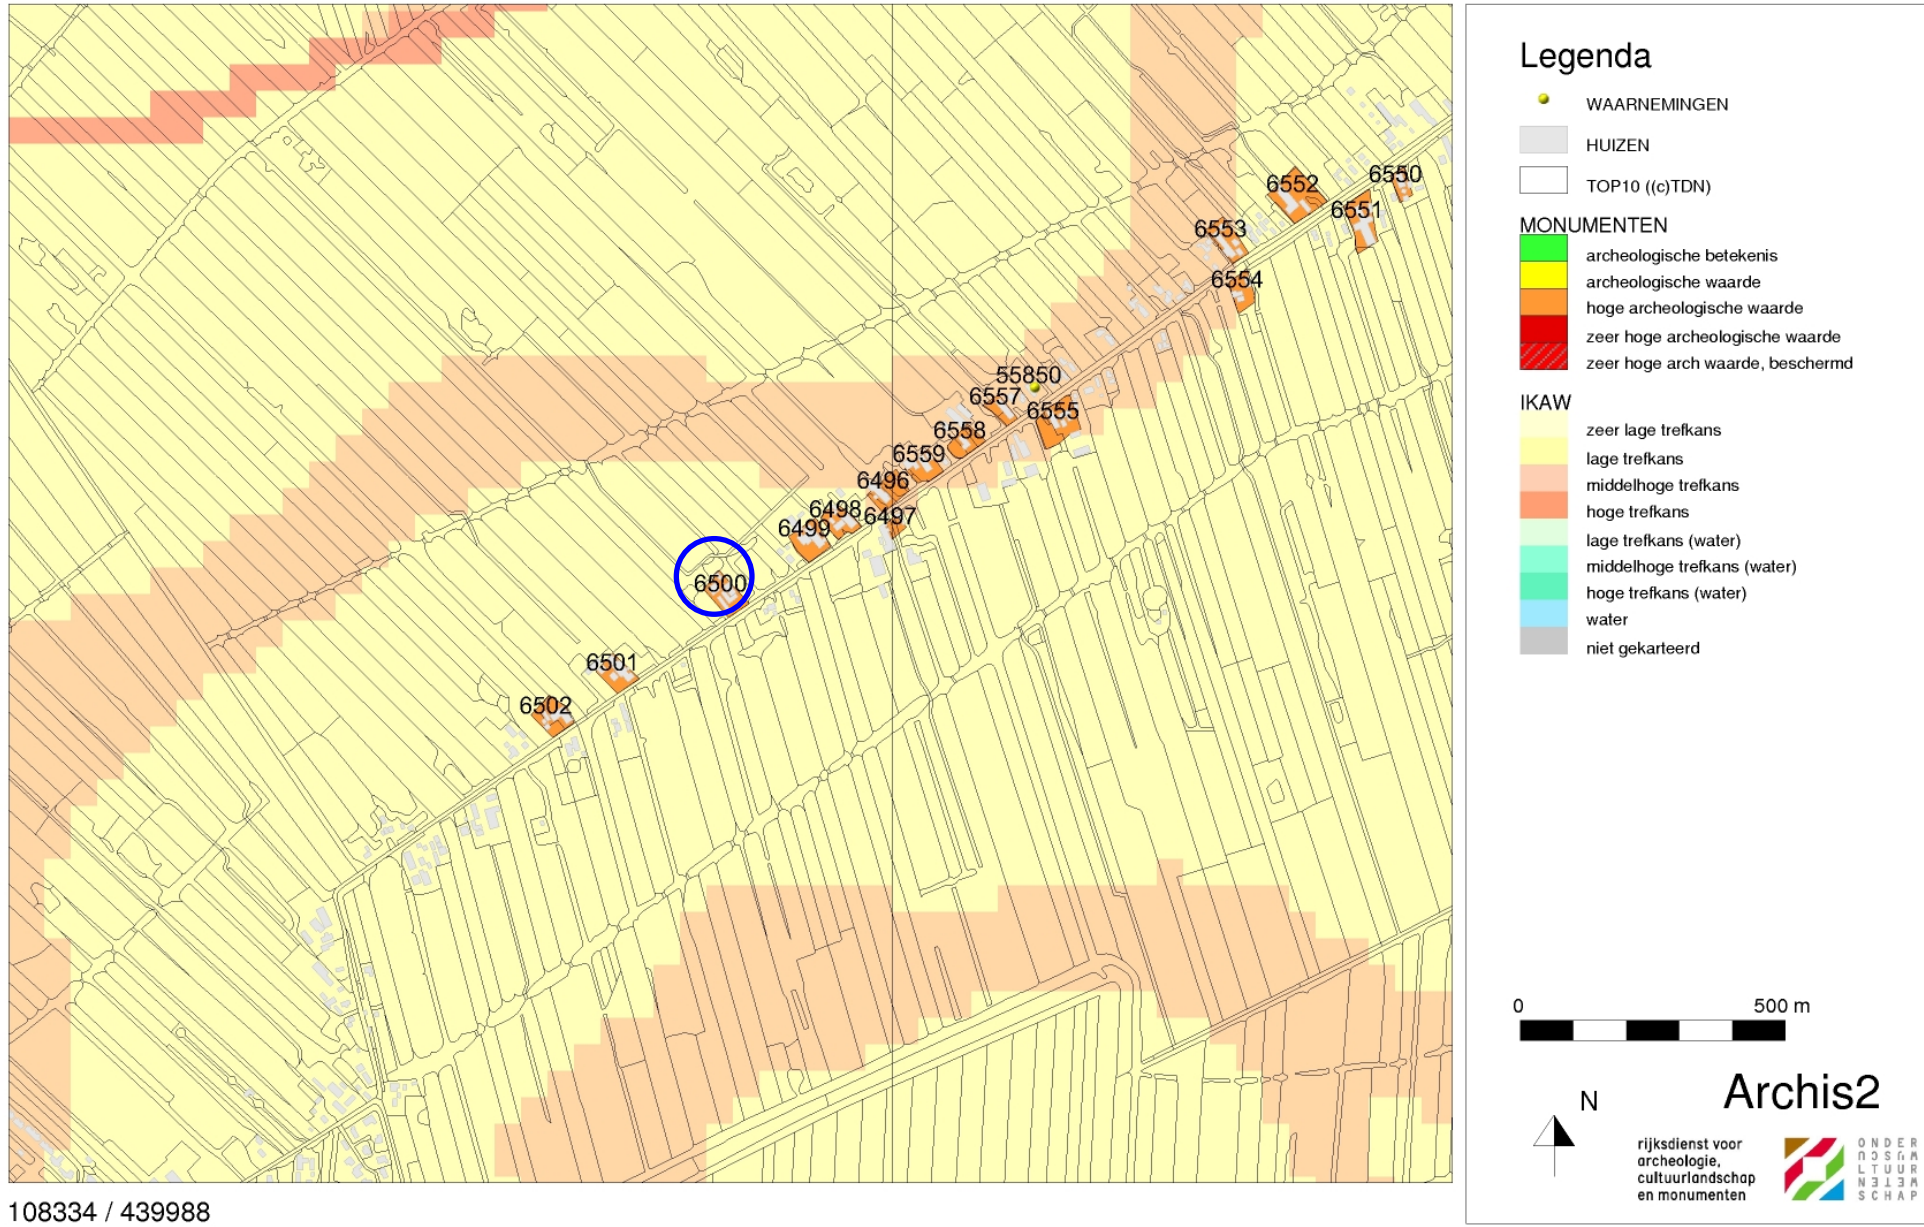 6550
6552
6551
6553
6554
55850
6557
6555
6558
6559
6496
6498
6497
6499
6500
6501
6502
108334 / 439988
Legenda
WAARNEMINGEN
HUIZEN
TOP10 ((c)TDN)
MONUMENTEN
archeologische betekenis
archeologische waarde
hoge archeologische waarde
zeer hoge archeologische waarde
zeer hoge arch waarde, beschermd
IKAW
zeer lage trefkans
lage trefkans
middelhoge trefkans
hoge trefkans
lage trefkans (water)
middelhoge trefkans (water)
hoge trefkans (water)
water
niet gekarteerd
0 500 m
N
Archis2
rijksdienst voor
archeologie,
cultuurlandschap
en monumenten
ONDER
SCHAP